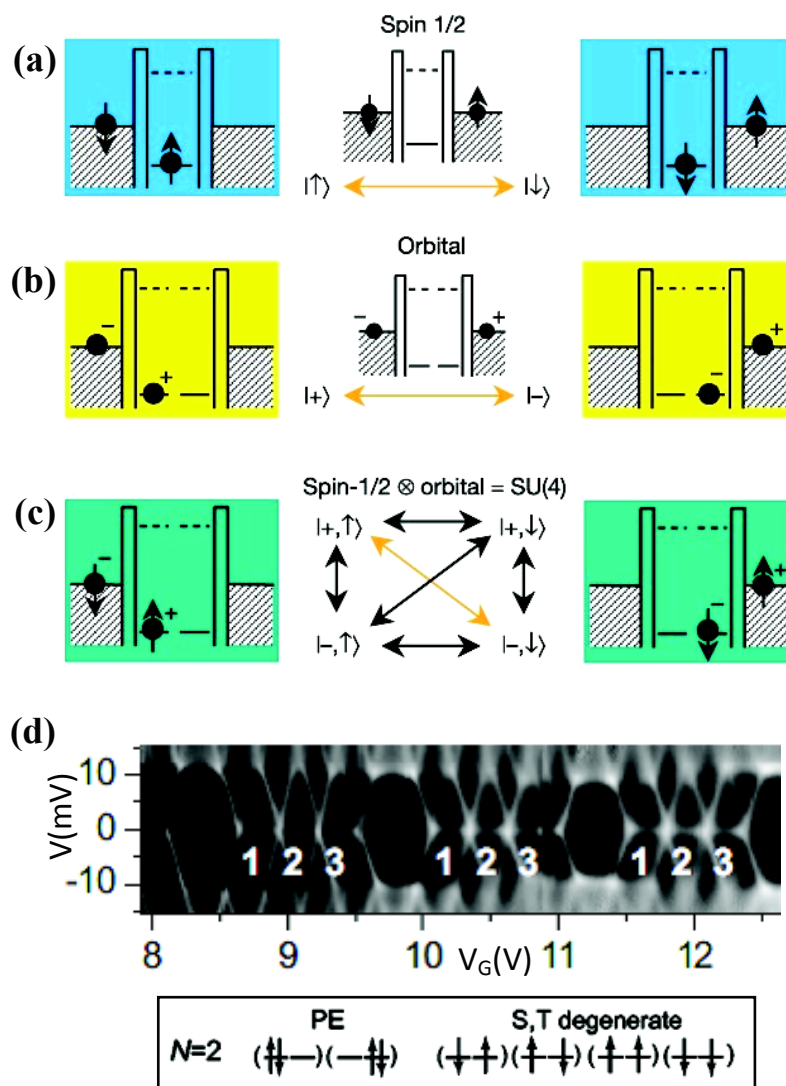 Spin 1/2
(a)
|↑⟩ |↓⟩
Orbital
(b)
− + − + − +
|+⟩ |−⟩
Spin-1/2 ⊗ orbital = SU(4)
(c)
|+,↑⟩ |+,↓⟩
− + − +
|−,↑⟩ |−,↓⟩
(d)
V(mV)
10
0
-10
1 2 3 1 2 3 1 2 3
8 9 10 11 12
V_G(V)
PE S,T degenerate
N=2 (⇅ —)(— ⇅) (↓ ↑)(↑ ↓)(↑ ↑)(↓ ↓)